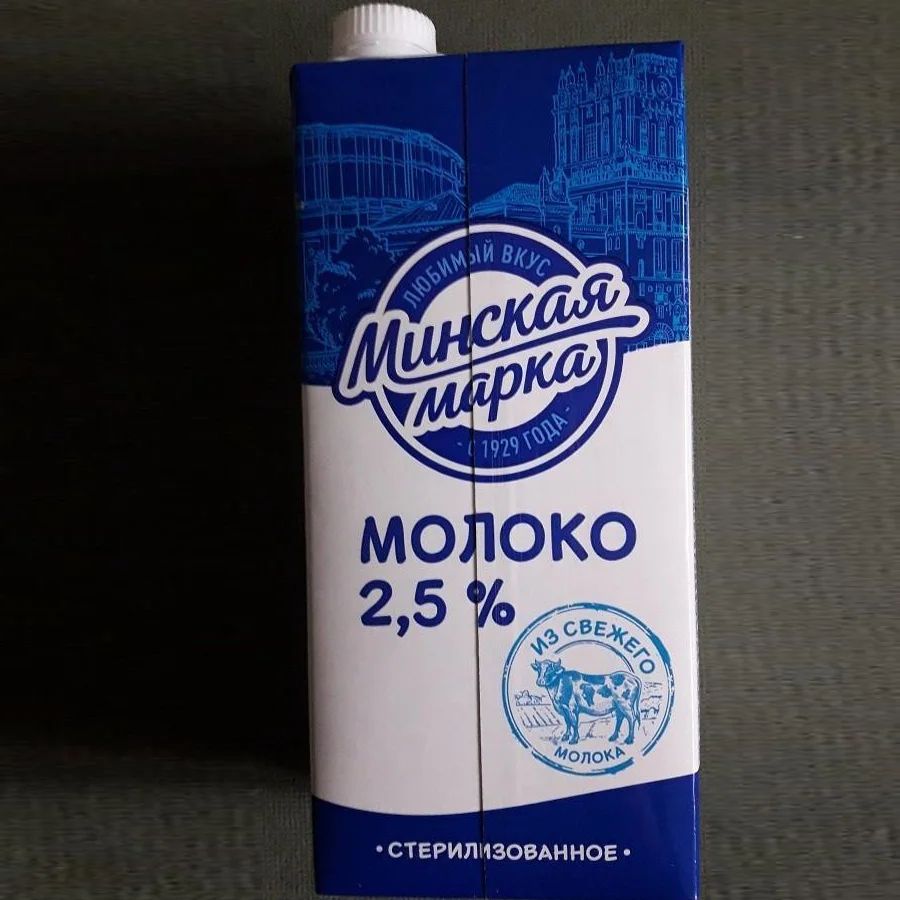 ЛЮБИМЫЙ ВКУС
Минская
марка
- С 1929 ГОДА -
МОЛОКО
2,5 %
ИЗ СВЕЖЕГО
МОЛОКА
• СТЕРИЛИЗОВАННОЕ •